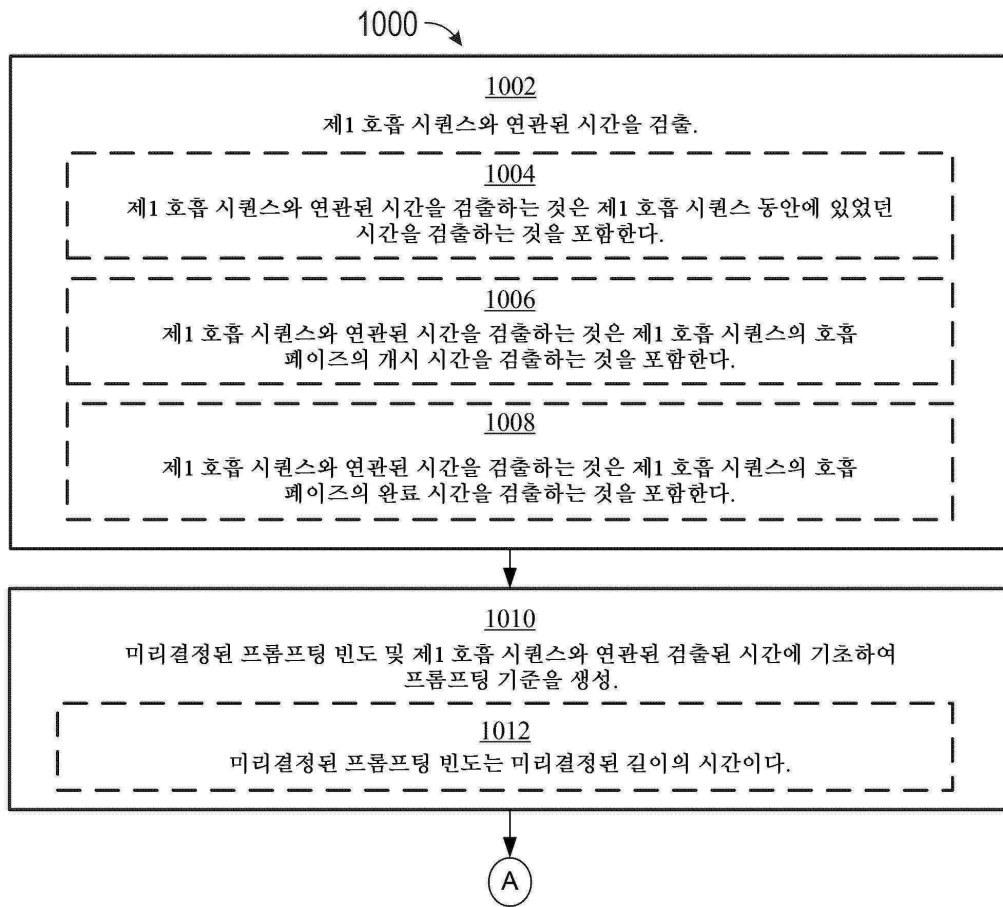 1000
1002
제1 호흡 시퀀스와 연관된 시간을 검출.
1004
제1 호흡 시퀀스와 연관된 시간을 검출하는 것은 제1 호흡 시퀀스 동안에 있었던
시간을 검출하는 것을 포함한다.
1006
제1 호흡 시퀀스와 연관된 시간을 검출하는 것은 제1 호흡 시퀀스의 호흡
페이즈의 개시 시간을 검출하는 것을 포함한다.
1008
제1 호흡 시퀀스와 연관된 시간을 검출하는 것은 제1 호흡 시퀀스의 호흡
페이즈의 완료 시간을 검출하는 것을 포함한다.
1010
미리결정된 프롬프팅 빈도 및 제1 호흡 시퀀스와 연관된 검출된 시간에 기초하여
프롬프팅 기준을 생성.
1012
미리결정된 프롬프팅 빈도는 미리결정된 길이의 시간이다.
A